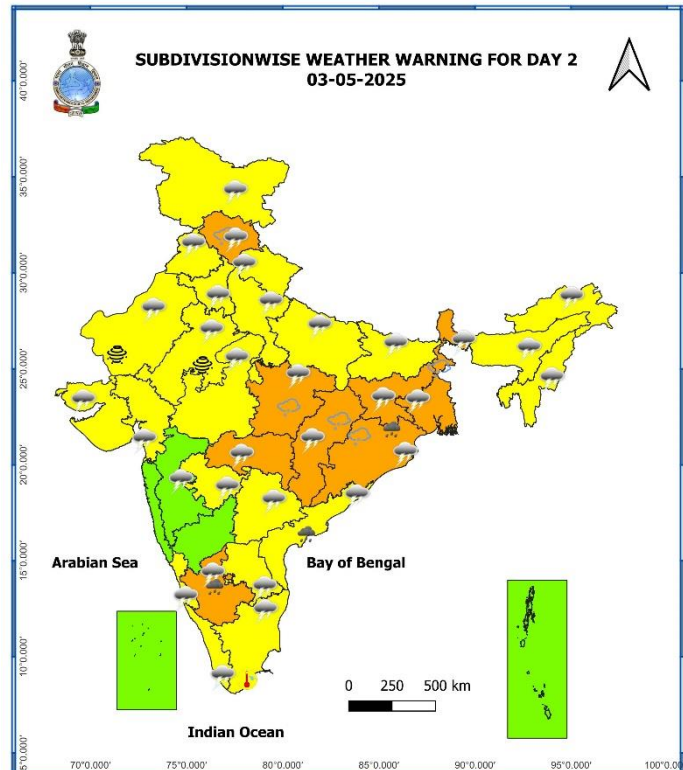 SUBDIVISIONWISE WEATHER WARNING FOR DAY 2
03-05-2025
40°0.000'
35°0.000'
30°0.000'
25°0.000'
20°0.000'
15°0.000'
10°0.000'
5°0.000'
Arabian Sea
Bay of Bengal
0 250 500 km
Indian Ocean
70°0.000' 75°0.000' 80°0.000' 85°0.000' 90°0.000' 95°0.000' 100°0.000'